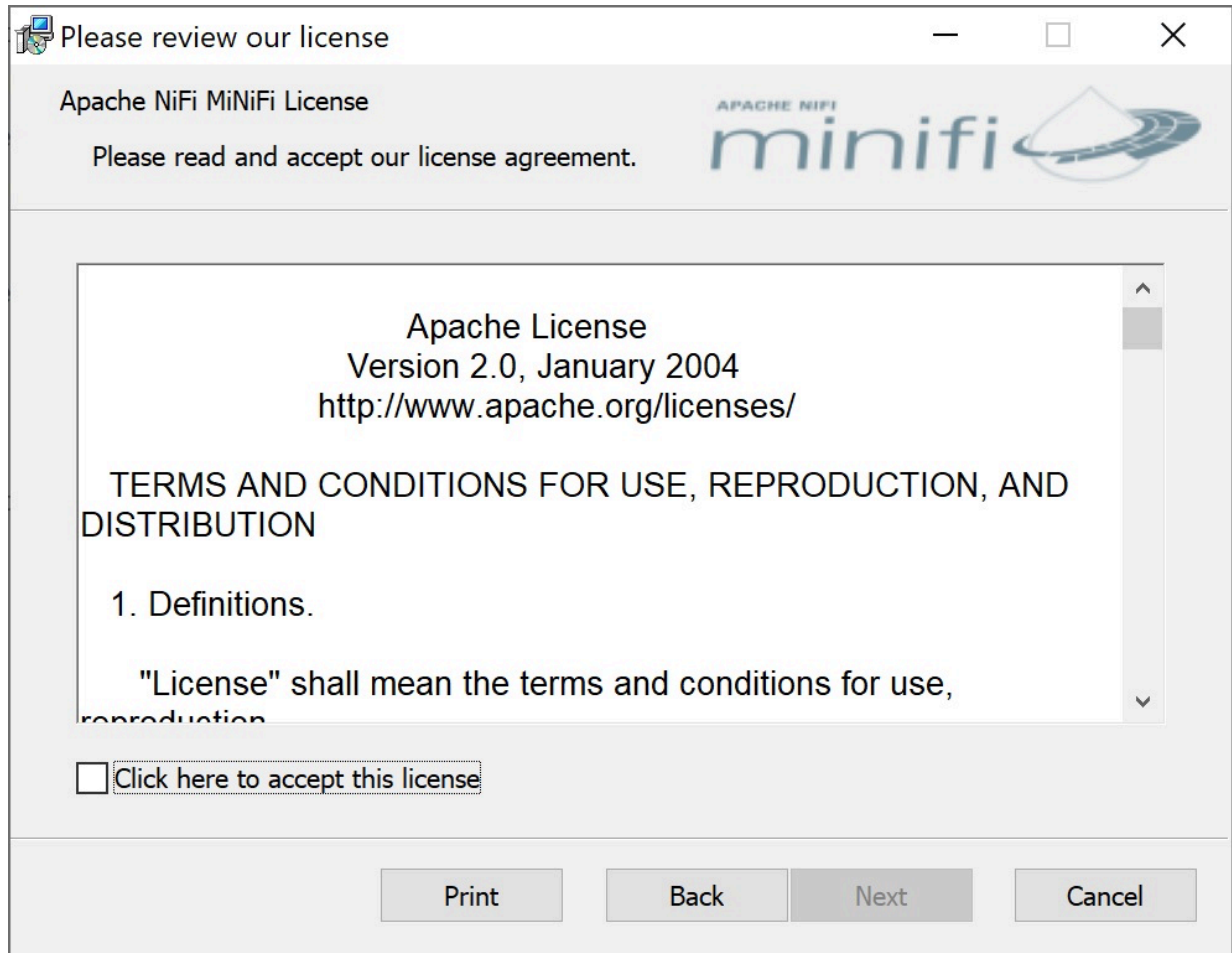 Please review our license
Apache NiFi MiNiFi License
Please read and accept our license agreement.
APACHE NIFI
minifi
Apache License
Version 2.0, January 2004
http://www.apache.org/licenses/
TERMS AND CONDITIONS FOR USE, REPRODUCTION, AND
DISTRIBUTION
1. Definitions.
"License" shall mean the terms and conditions for use,
reproduction
Click here to accept this license
Print
Back
Next
Cancel